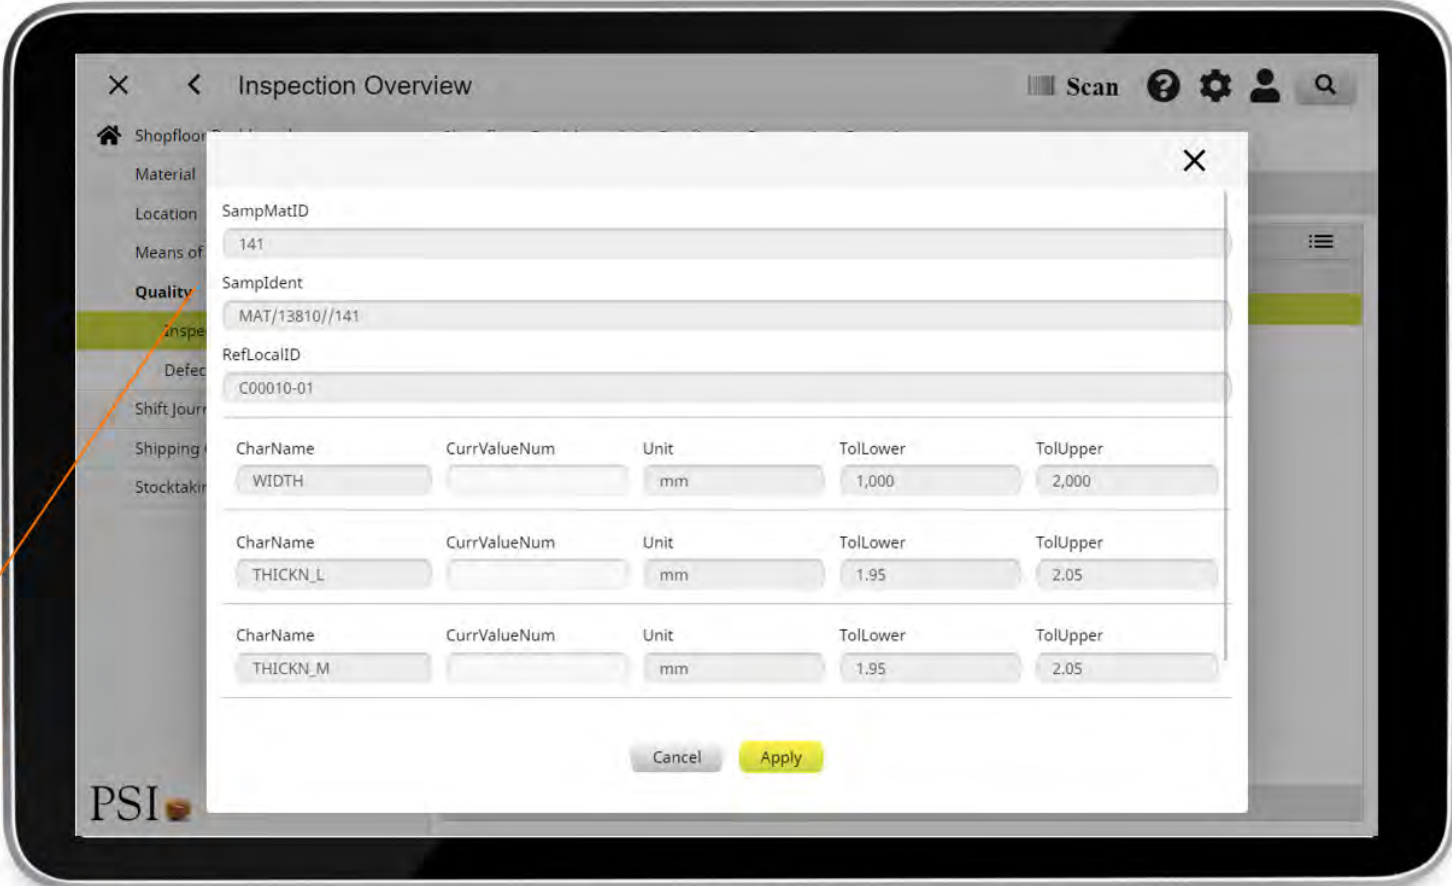 Inspection Overview
Scan
Shopfloor
Material
Location
Means of
Quality
Inspe
Defec
Shift Jour
Shipping
Stocktakin
SampMatID
141
SampIdent
MAT/13810//141
RefLocalID
C00010-01
CharName CurrValueNum Unit TolLower TolUpper
WIDTH mm 1,000 2,000
CharName CurrValueNum Unit TolLower TolUpper
THICKN_L mm 1.95 2.05
CharName CurrValueNum Unit TolLower TolUpper
THICKN_M mm 1.95 2.05
Cancel Apply
PSI